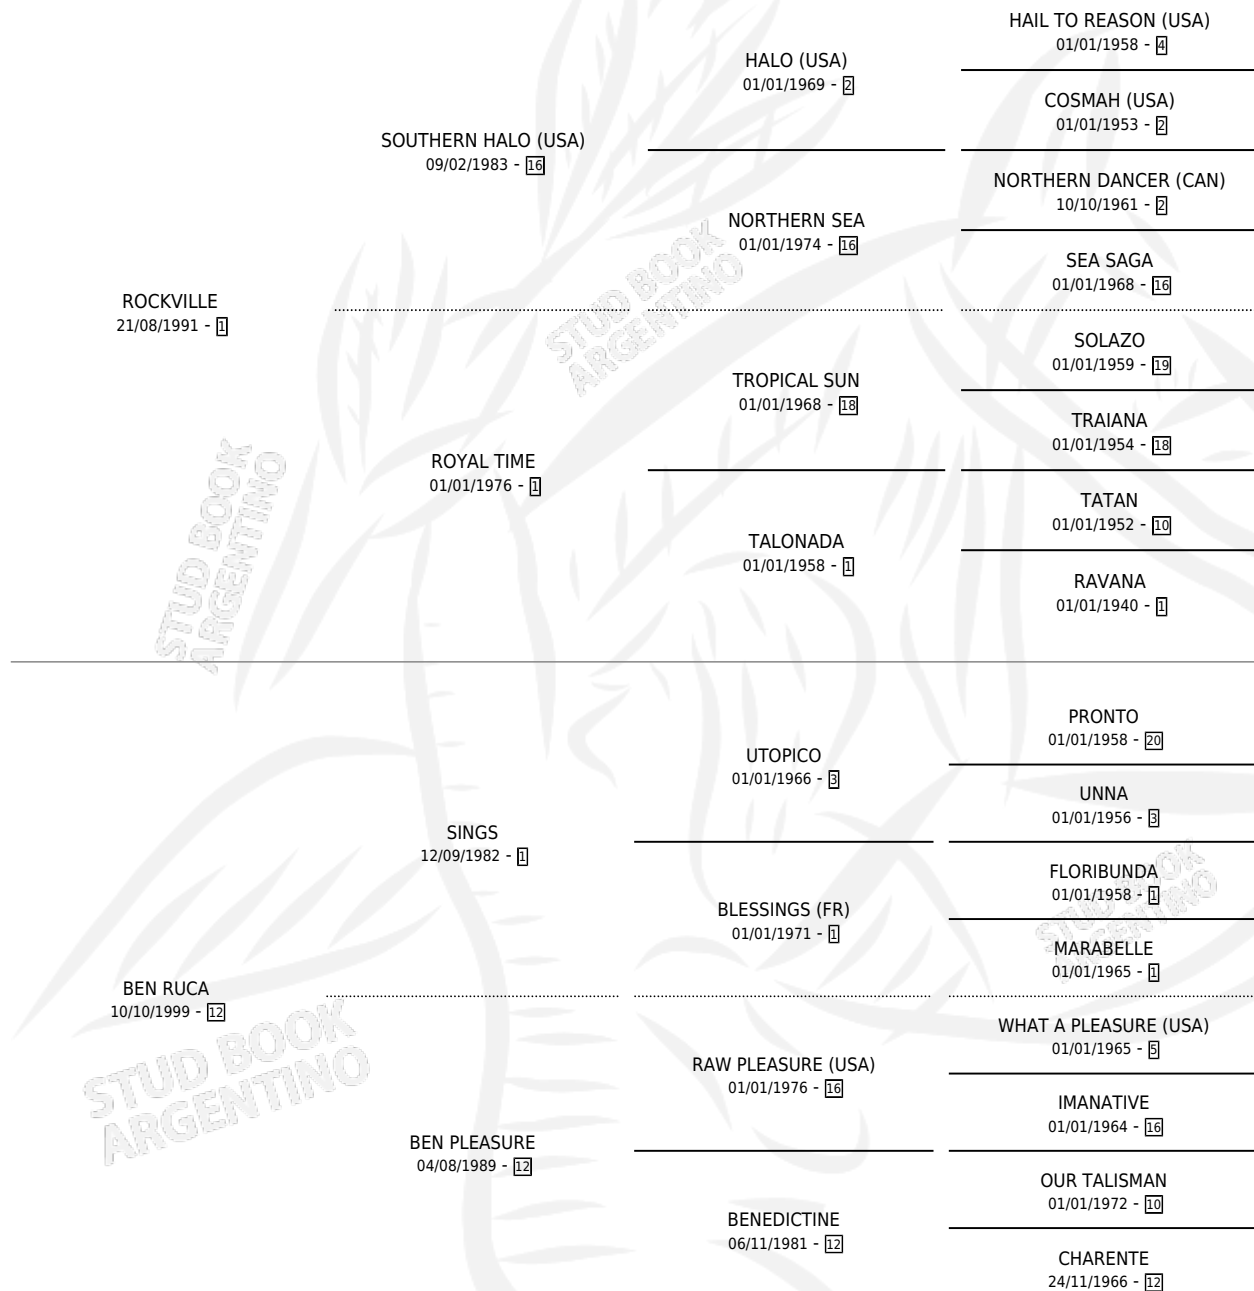 HAIL TO REASON (USA)
01/01/1958 - 4
HALO (USA)
01/01/1969 - 2
COSMAH (USA)
01/01/1953 - 2
SOUTHERN HALO (USA)
09/02/1983 - 16
NORTHERN DANCER (CAN)
10/10/1961 - 2
NORTHERN SEA
01/01/1974 - 16
SEA SAGA
01/01/1968 - 16
ROCKVILLE
21/08/1991 - 1
STUD BOOK
ARGENTINO
SOLAZO
01/01/1959 - 19
TROPICAL SUN
01/01/1968 - 18
TRAIANA
01/01/1954 - 18
ROYAL TIME
01/01/1976 - 1
TATAN
01/01/1952 - 10
TALONADA
01/01/1958 - 1
RAVANA
01/01/1940 - 1
STUD BOOK
ARGENTINO
PRONTO
01/01/1958 - 20
UTOPICO
01/01/1966 - 3
UNNA
01/01/1956 - 3
SINGS
12/09/1982 - 1
FLORIBUNDA
01/01/1958 - 1
BLESSINGS (FR)
01/01/1971 - 1
STUD BOOK
ARGENTINO
MARABELLE
01/01/1965 - 1
BEN RUCA
10/10/1999 - 12
STUD BOOK
ARGENTINO
WHAT A PLEASURE (USA)
01/01/1965 - 5
RAW PLEASURE (USA)
01/01/1976 - 16
IMANATIVE
01/01/1964 - 16
BEN PLEASURE
04/08/1989 - 12
OUR TALISMAN
01/01/1972 - 10
BENEDICTINE
06/11/1981 - 12
CHARENTE
24/11/1966 - 12